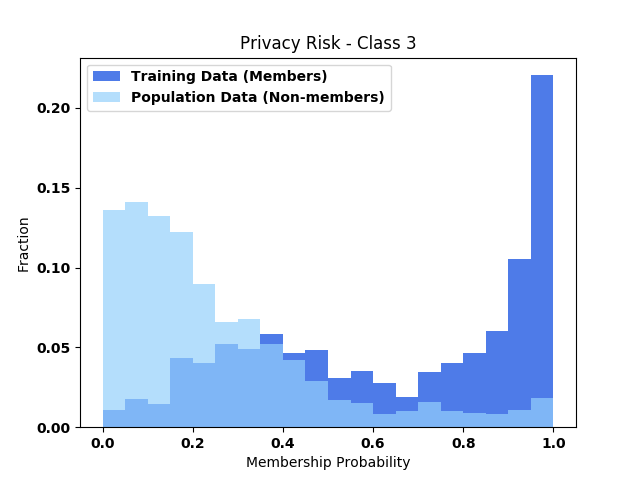 Privacy Risk - Class 3
Training Data (Members)
Population Data (Non-members)
0.20
0.15
0.10
0.05
0.00
Fraction
0.0 0.2 0.4 0.6 0.8 1.0
Membership Probability